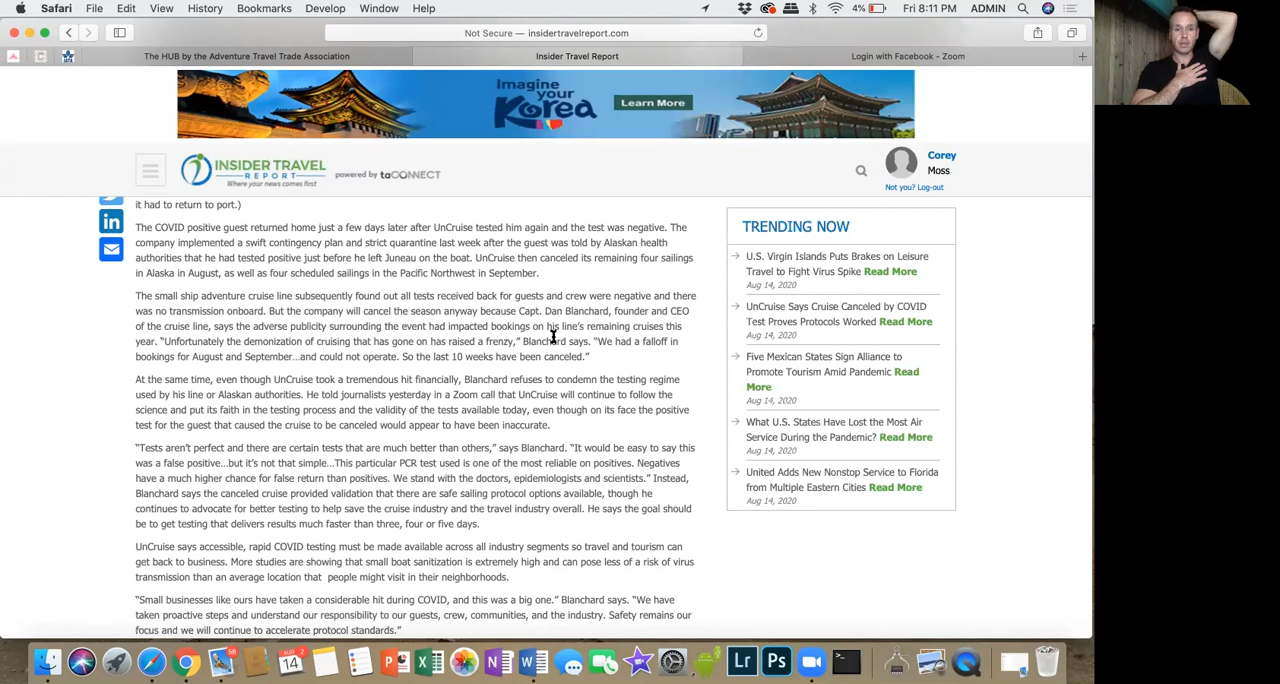 Safari File Edit View History Bookmarks Develop Window Help 4% Fri 8:11 PM ADMIN
Not Secure — insidertravelreport.com
The HUB by the Adventure Travel Trade Association Insider Travel Report Login with Facebook - Zoom
Imagine your Korea Learn More
INSIDER TRAVEL REPORT Where your news comes first powered by taCONNECT
Corey
Moss
Not you? Log-out
it had to return to port.)
The COVID positive guest returned home just a few days later after UnCruise tested him again and the test was negative. The
company implemented a swift contingency plan and strict quarantine last week after the guest was told by Alaskan health
authorities that he had tested positive just before he left Juneau on the boat. UnCruise then canceled its remaining four sailings
in Alaska in August, as well as four scheduled sailings in the Pacific Northwest in September.
The small ship adventure cruise line subsequently found out all tests received back for guests and crew were negative and there
was no transmission onboard. But the company will cancel the season anyway because Capt. Dan Blanchard, founder and CEO
of the cruise line, says the adverse publicity surrounding the event had impacted bookings on his line's remaining cruises this
year. “Unfortunately the demonization of cruising that has gone on has raised a frenzy,” Blanchard says. “We had a falloff in
bookings for August and September…and could not operate. So the last 10 weeks have been canceled.”
At the same time, even though UnCruise took a tremendous hit financially, Blanchard refuses to condemn the testing regime
used by his line or Alaskan authorities. He told journalists yesterday in a Zoom call that UnCruise will continue to follow the
science and put its faith in the testing process and the validity of the tests available today, even though on its face the positive
test for the guest that caused the cruise to be canceled would appear to have been inaccurate.
“Tests aren't perfect and there are certain tests that are much better than others,” says Blanchard. “It would be easy to say this
was a false positive…but it's not that simple…This particular PCR test used is one of the most reliable on positives. Negatives
have a much higher chance for false return than positives. We stand with the doctors, epidemiologists and scientists.” Instead,
Blanchard says the canceled cruise provided validation that there are safe sailing protocol options available, though he
continues to advocate for better testing to help save the cruise industry and the travel industry overall. He says the goal should
be to get testing that delivers results much faster than three, four or five days.
UnCruise says accessible, rapid COVID testing must be made available across all industry segments so travel and tourism can
get back to business. More studies are showing that small boat sanitization is extremely high and can pose less of a risk of virus
transmission than an average location that people might visit in their neighborhoods.
“Small businesses like ours have taken a considerable hit during COVID, and this was a big one.” Blanchard says. “We have
taken proactive steps and understand our responsibility to our guests, crew, communities, and the industry. Safety remains our
focus and we will continue to accelerate protocol standards.”
TRENDING NOW
U.S. Virgin Islands Puts Brakes on Leisure
Travel to Fight Virus Spike Read More
Aug 14, 2020
UnCruise Says Cruise Canceled by COVID
Test Proves Protocols Worked Read More
Aug 14, 2020
Five Mexican States Sign Alliance to
Promote Tourism Amid Pandemic Read
More
Aug 14, 2020
What U.S. States Have Lost the Most Air
Service During the Pandemic? Read More
Aug 14, 2020
United Adds New Nonstop Service to Florida
from Multiple Eastern Cities Read More
Aug 14, 2020
58 AUG 14 2 Lr Ps